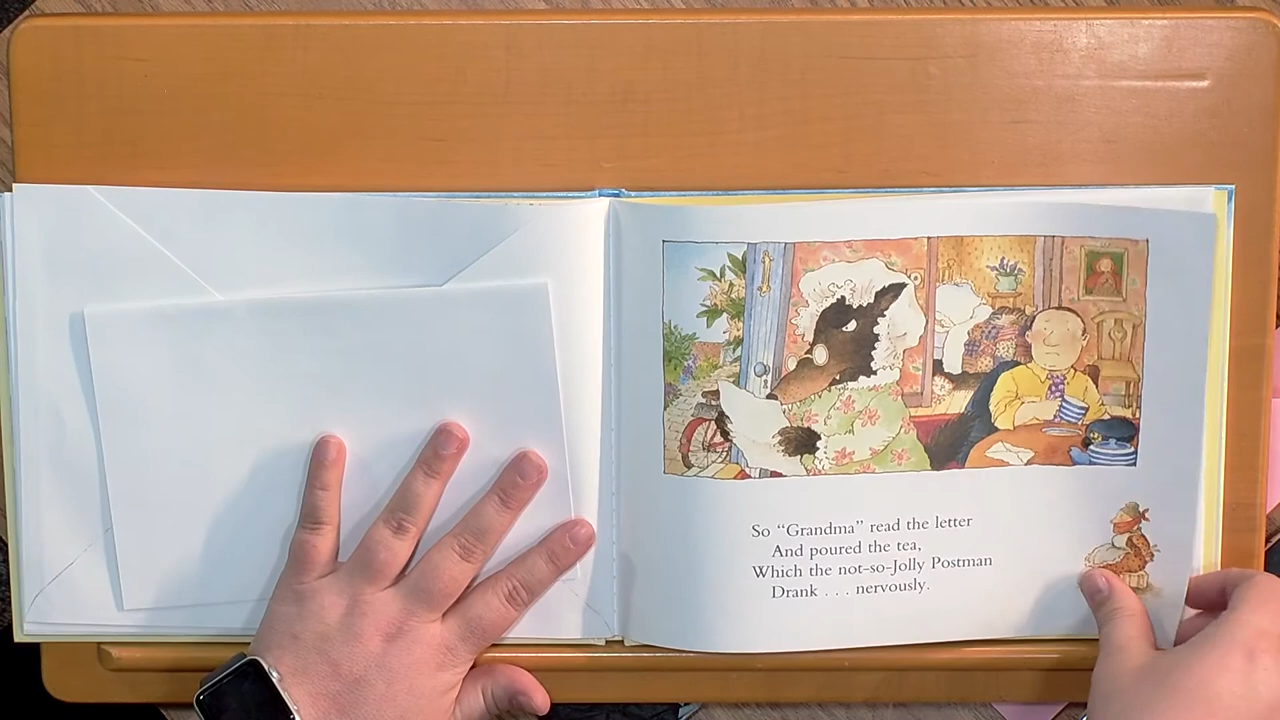 So “Grandma” read the letter
And poured the tea,
Which the not-so-Jolly Postman
Drank . . . nervously.